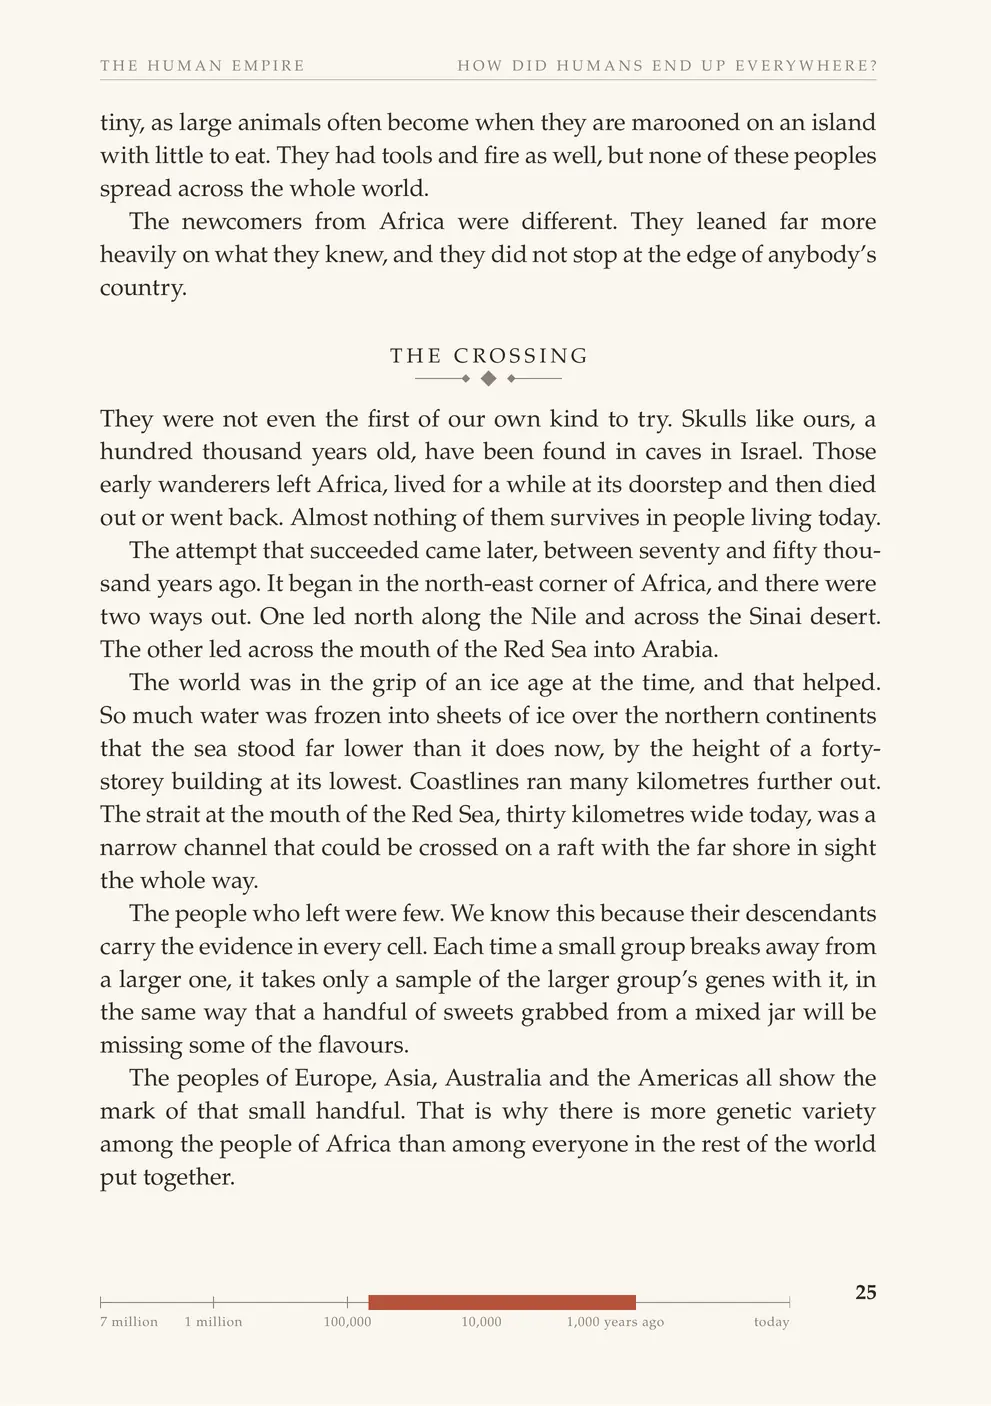 THE HUMAN EMPIRE
HOW DID HUMANS END UP EVERYWHERE?
tiny, as large animals often become when they are marooned on an island
with little to eat. They had tools and fire as well, but none of these peoples
spread across the whole world.
The newcomers from Africa were different. They leaned far more
heavily on what they knew, and they did not stop at the edge of anybody’s
country.
THE CROSSING
They were not even the first of our own kind to try. Skulls like ours, a
hundred thousand years old, have been found in caves in Israel. Those
early wanderers left Africa, lived for a while at its doorstep and then died
out or went back. Almost nothing of them survives in people living today.
The attempt that succeeded came later, between seventy and fifty thou-
sand years ago. It began in the north-east corner of Africa, and there were
two ways out. One led north along the Nile and across the Sinai desert.
The other led across the mouth of the Red Sea into Arabia.
The world was in the grip of an ice age at the time, and that helped.
So much water was frozen into sheets of ice over the northern continents
that the sea stood far lower than it does now, by the height of a forty-
storey building at its lowest. Coastlines ran many kilometres further out.
The strait at the mouth of the Red Sea, thirty kilometres wide today, was a
narrow channel that could be crossed on a raft with the far shore in sight
the whole way.
The people who left were few. We know this because their descendants
carry the evidence in every cell. Each time a small group breaks away from
a larger one, it takes only a sample of the larger group’s genes with it, in
the same way that a handful of sweets grabbed from a mixed jar will be
missing some of the flavours.
The peoples of Europe, Asia, Australia and the Americas all show the
mark of that small handful. That is why there is more genetic variety
among the people of Africa than among everyone in the rest of the world
put together.
25
7 million 1 million 100,000 10,000 1,000 years ago today